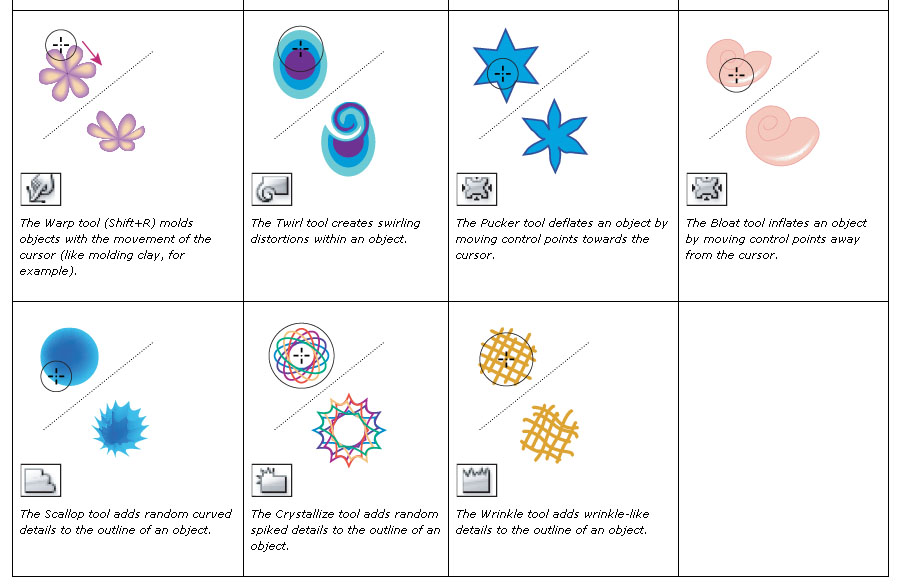 The Warp tool (Shift+R) molds
objects with the movement of the
cursor (like molding clay, for
example).
The Twirl tool creates swirling
distortions within an object.
The Pucker tool deflates an object by
moving control points towards the
cursor.
The Bloat tool inflates an object
by moving control points away
from the cursor.
The Scallop tool adds random curved
details to the outline of an object.
The Crystallize tool adds random
spiked details to the outline of an
object.
The Wrinkle tool adds wrinkle-like
details to the outline of an object.